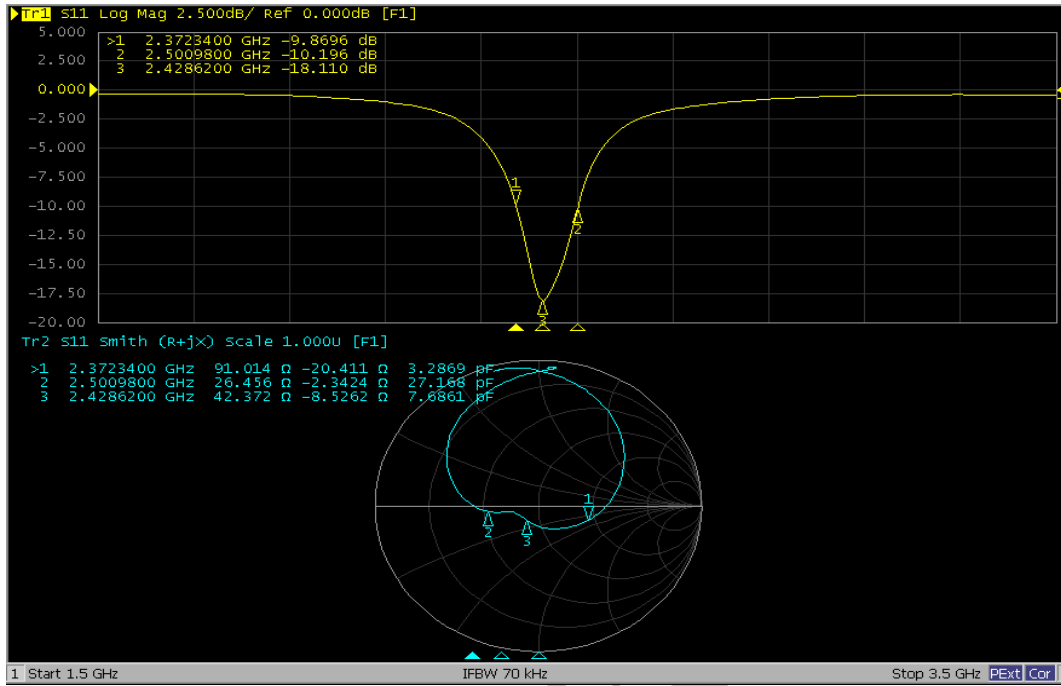 Tr1 S11 Log Mag 2.500dB/ Ref 0.000dB [F1]
5.000
>1 2.3723400 GHz -9.8696 dB
2 2.5009800 GHz -10.196 dB
2.500
3 2.4286200 GHz -18.110 dB
0.000
-2.500
-5.000
-7.500
1
-10.00
2
-12.50
-15.00
-17.50
3
-20.00
Tr2 S11 Smith (R+jX) Scale 1.000U [F1]
>1 2.3723400 GHz 91.014 Ω -20.411 Ω 3.2869 pF
2 2.5009800 GHz 26.456 Ω -2.3424 Ω 27.168 pF
3 2.4286200 GHz 42.372 Ω -8.5262 Ω 7.6861 pF
1
2
3
1 Start 1.5 GHz IFBW 70 kHz Stop 3.5 GHz PExt Cor